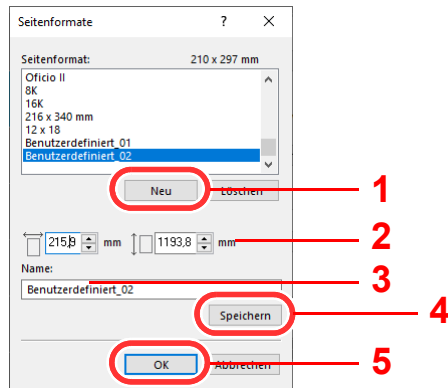 Seitenformate ? ×
Seitenformat: 210 x 297 mm
Oficio II
8K
16K
216 x 340 mm
12 x 18
Benutzerdefiniert_01
Benutzerdefiniert_02
Neu Löschen 1
215,9 mm 1193,8 mm 2
Name: 3
Benutzerdefiniert_02
Speichern 4
OK Abbrechen 5